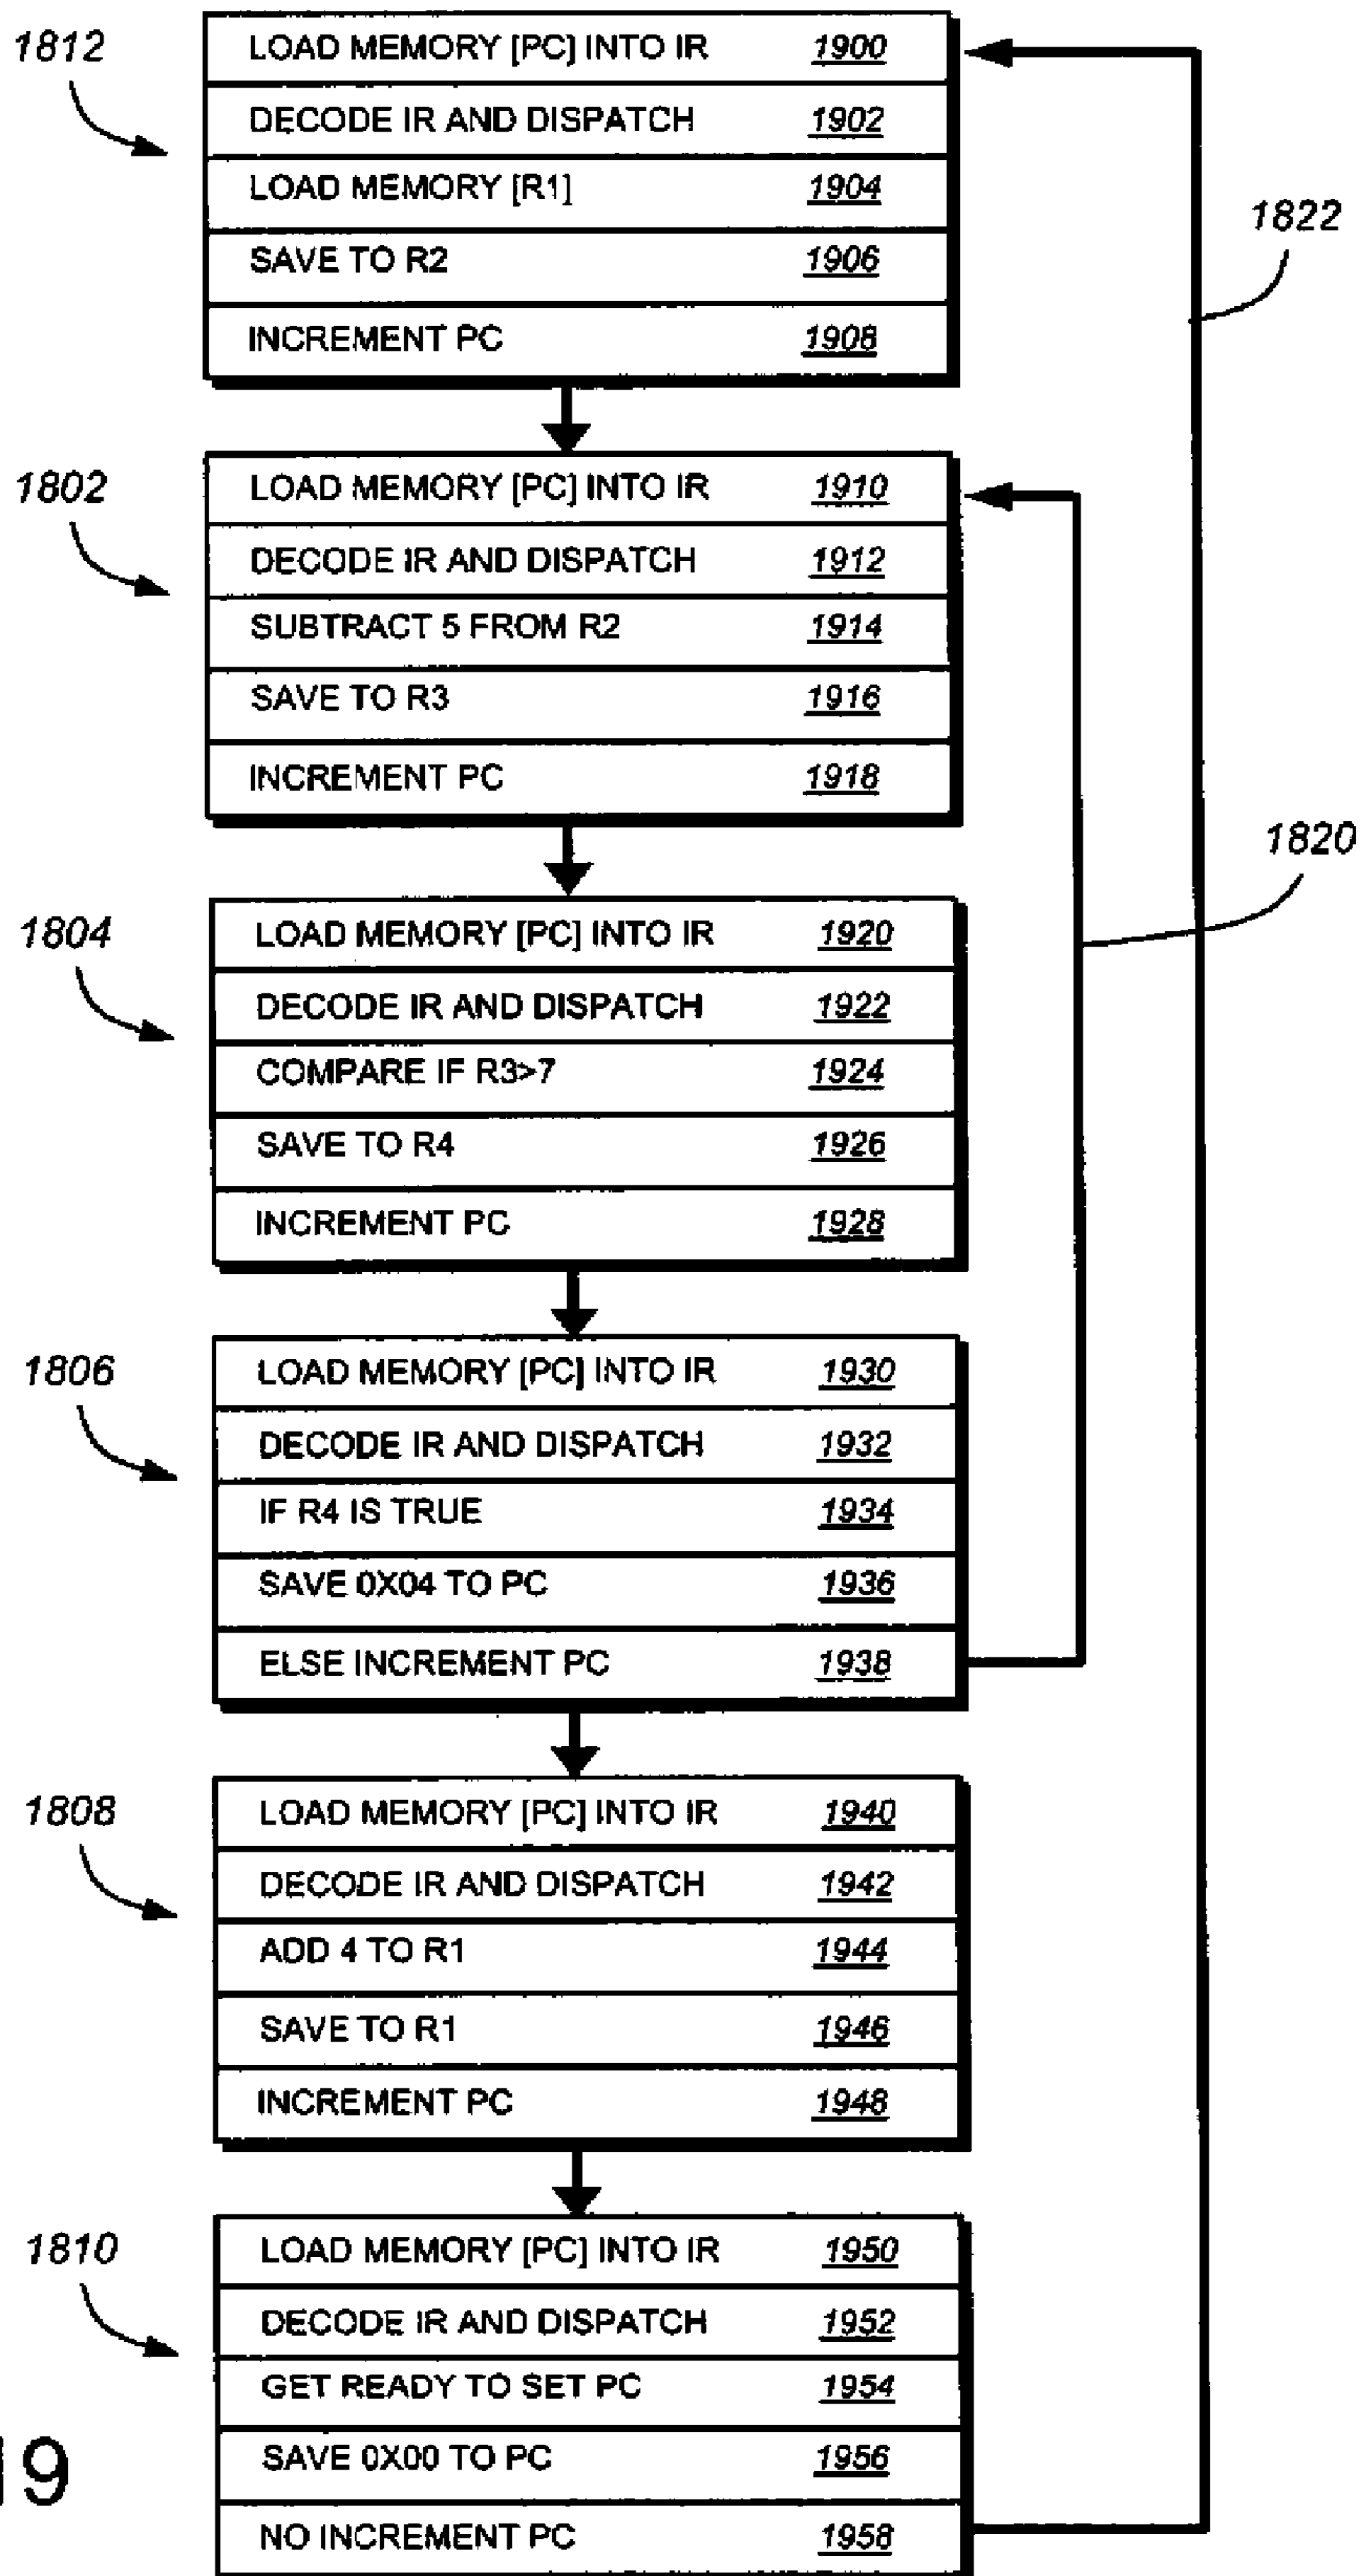 1812
LOAD MEMORY [PC] INTO IR 1900
DECODE IR AND DISPATCH 1902
LOAD MEMORY [R1] 1904
SAVE TO R2 1906
INCREMENT PC 1908
1822
1802
LOAD MEMORY [PC] INTO IR 1910
DECODE IR AND DISPATCH 1912
SUBTRACT 5 FROM R2 1914
SAVE TO R3 1916
INCREMENT PC 1918
1820
1804
LOAD MEMORY [PC] INTO IR 1920
DECODE IR AND DISPATCH 1922
COMPARE IF R3>7 1924
SAVE TO R4 1926
INCREMENT PC 1928
1806
LOAD MEMORY [PC] INTO IR 1930
DECODE IR AND DISPATCH 1932
IF R4 IS TRUE 1934
SAVE 0X04 TO PC 1936
ELSE INCREMENT PC 1938
1808
LOAD MEMORY [PC] INTO IR 1940
DECODE IR AND DISPATCH 1942
ADD 4 TO R1 1944
SAVE TO R1 1946
INCREMENT PC 1948
1810
LOAD MEMORY [PC] INTO IR 1950
DECODE IR AND DISPATCH 1952
GET READY TO SET PC 1954
SAVE 0X00 TO PC 1956
NO INCREMENT PC 1958
19